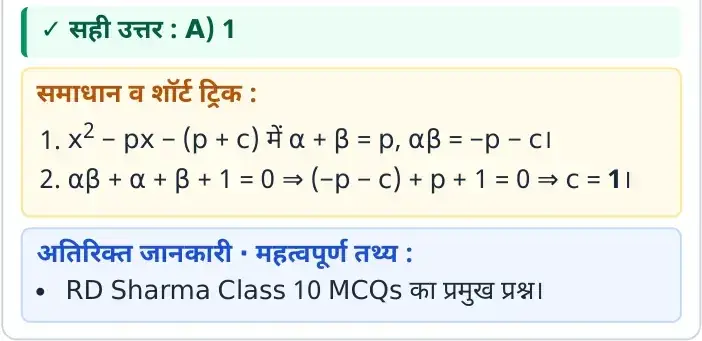 ✓ सही उत्तर : A) 1
समाधान व शॉर्ट ट्रिक :
1. x² − px − (p + c) में α + β = p, αβ = −p − c।
2. αβ + α + β + 1 = 0 ⇒ (−p − c) + p + 1 = 0 ⇒ c = 1।
अतिरिक्त जानकारी · महत्वपूर्ण तथ्य :
• RD Sharma Class 10 MCQs का प्रमुख प्रश्न।